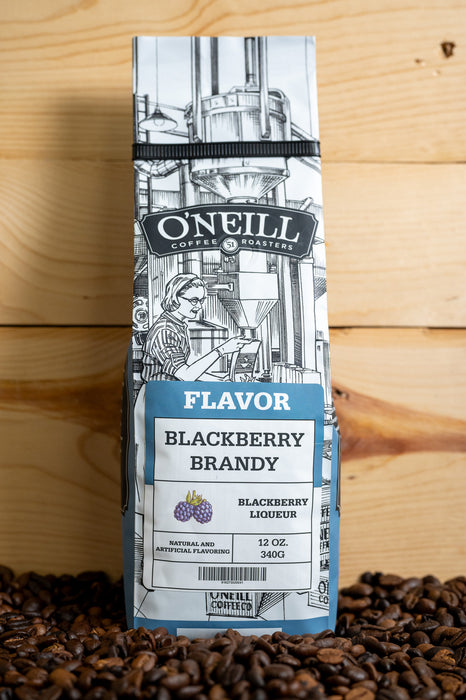 O'NEILL
COFFEE '51 ROASTERS
FLAVOR
BLACKBERRY
BRANDY
BLACKBERRY
LIQUEUR
NATURAL AND
ARTIFICIAL FLAVORING
12 OZ.
340G
O'NEILL
COFFEE CO